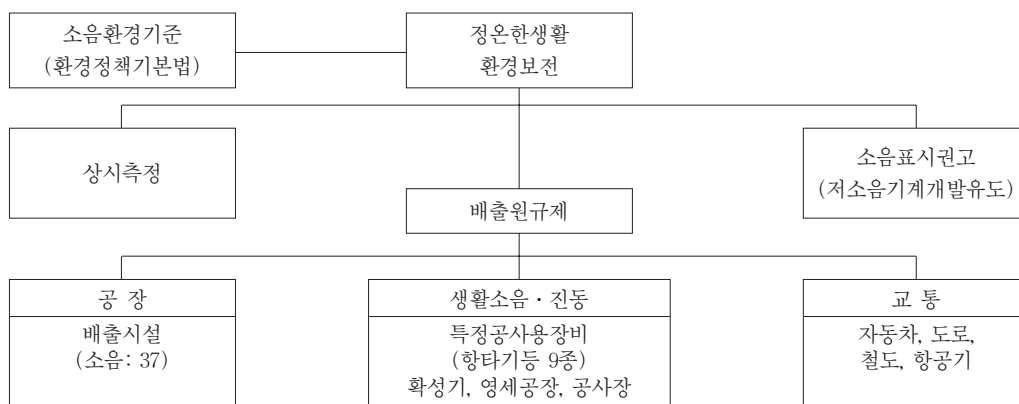 소음환경기준
(환경정책기본법)
정온한생활
환경보전
상시측정
소음표시권고
(저소음기계개발유도)
배출원규제
공 장
배출시설
(소음: 37)
생활소음·진동
특정공사용장비
(항타기등 9종)
확성기, 영세공장, 공사장
교 통
자동차, 도로,
철도, 항공기